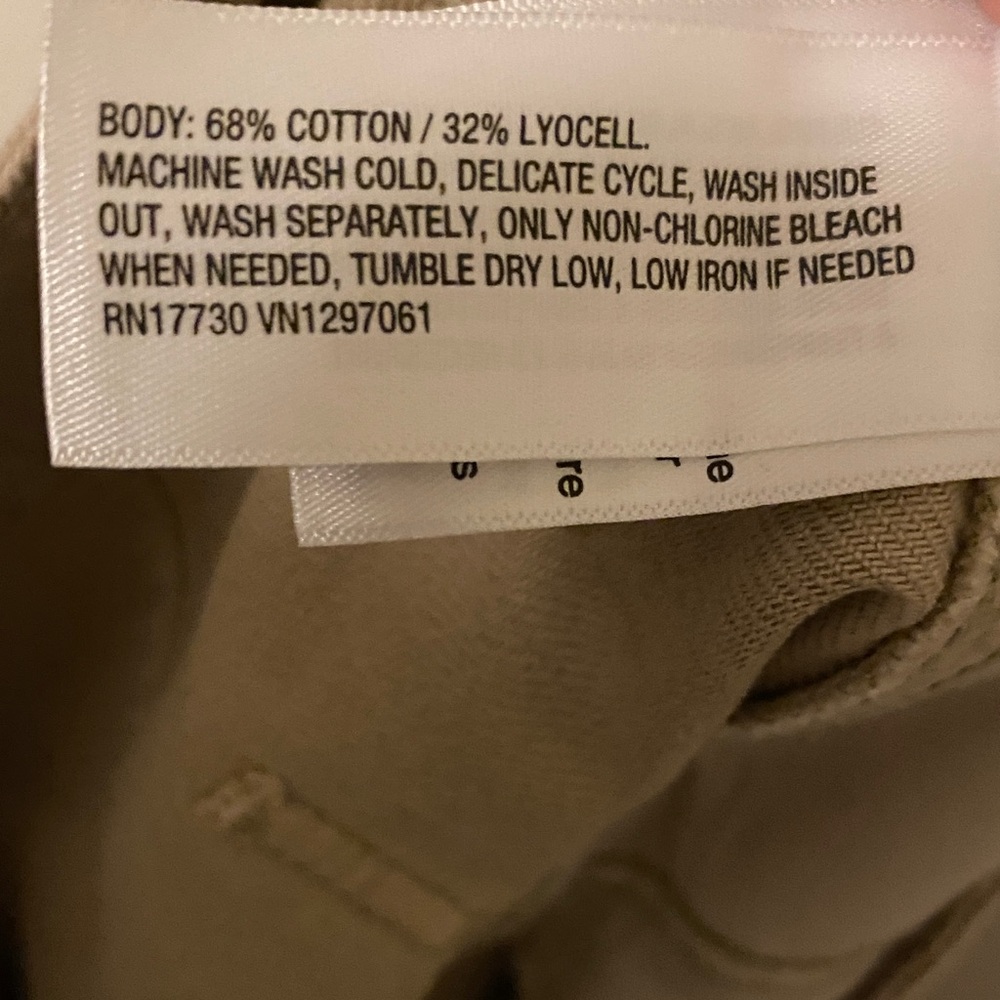 BODY: 68% COTTON / 32% LYOCELL.
MACHINE WASH COLD, DELICATE CYCLE, WASH INSIDE
OUT, WASH SEPARATELY, ONLY NON-CHLORINE BLEACH
WHEN NEEDED, TUMBLE DRY LOW, LOW IRON IF NEEDED
RN17730 VN1297061